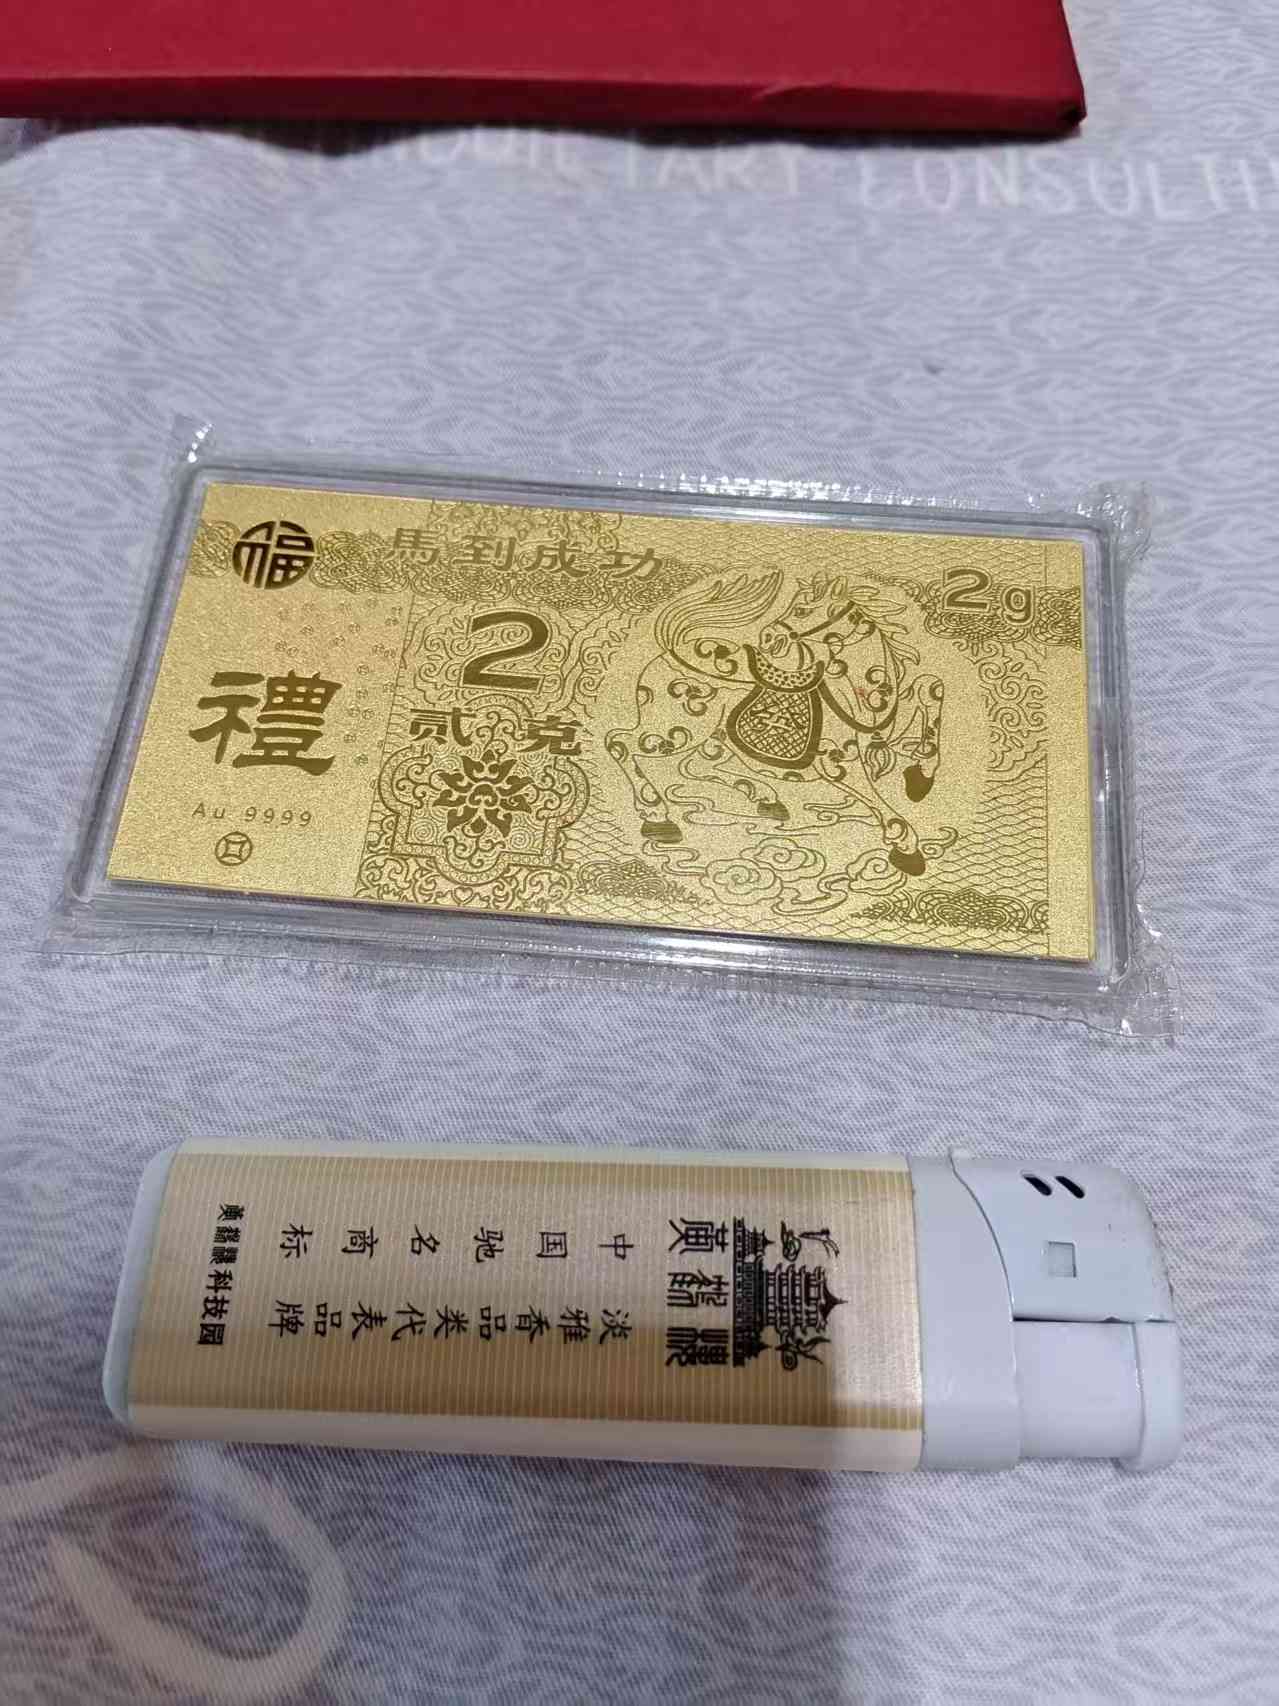 CONSULTI
福
馬到成功
2g
2
禮
贰克
Au 9999
黄鹤楼
淡雅香品类代表品牌
中国驰名商标
黄鹤楼科技园